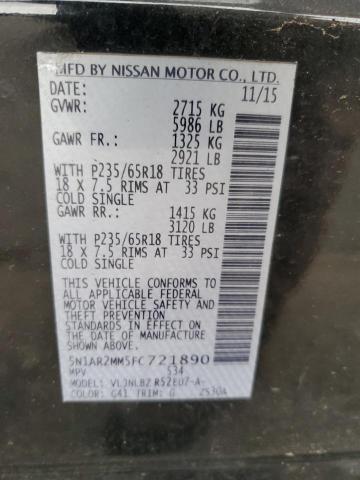 MFD BY NISSAN MOTOR CO., LTD.
DATE: 11/15
GVWR: 2715 KG
5986 LB
GAWR FR.: 1325 KG
2921 LB
WITH P235/65R18 TIRES
18 X 7.5 RIMS AT 33 PSI
COLD SINGLE
GAWR RR.: 1415 KG
3120 LB
WITH P235/65R18 TIRES
18 X 7.5 RIMS AT 33 PSI
COLD SINGLE
THIS VEHICLE CONFORMS TO ALL
APPLICABLE FEDERAL MOTOR
VEHICLE SAFETY AND
THEFT PREVENTION
STANDARDS IN EFFECT ON
THE DATE OF MANUFACTURE
SHOWN ABOVE.
5N1AR2MM5FC721890
MPV 534
MODEL: VLJNLBZ R52EU7-A-
COLOR: G41 TRIM: G 2530A